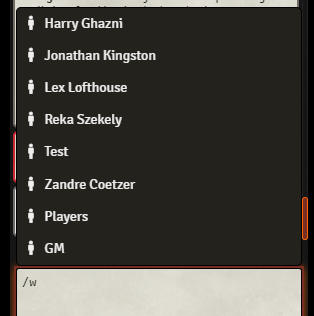 Harry Ghazni
Jonathan Kingston
Lex Lofthouse
Reka Szekely
Test
Zandre Coetzer
Players
GM
/w